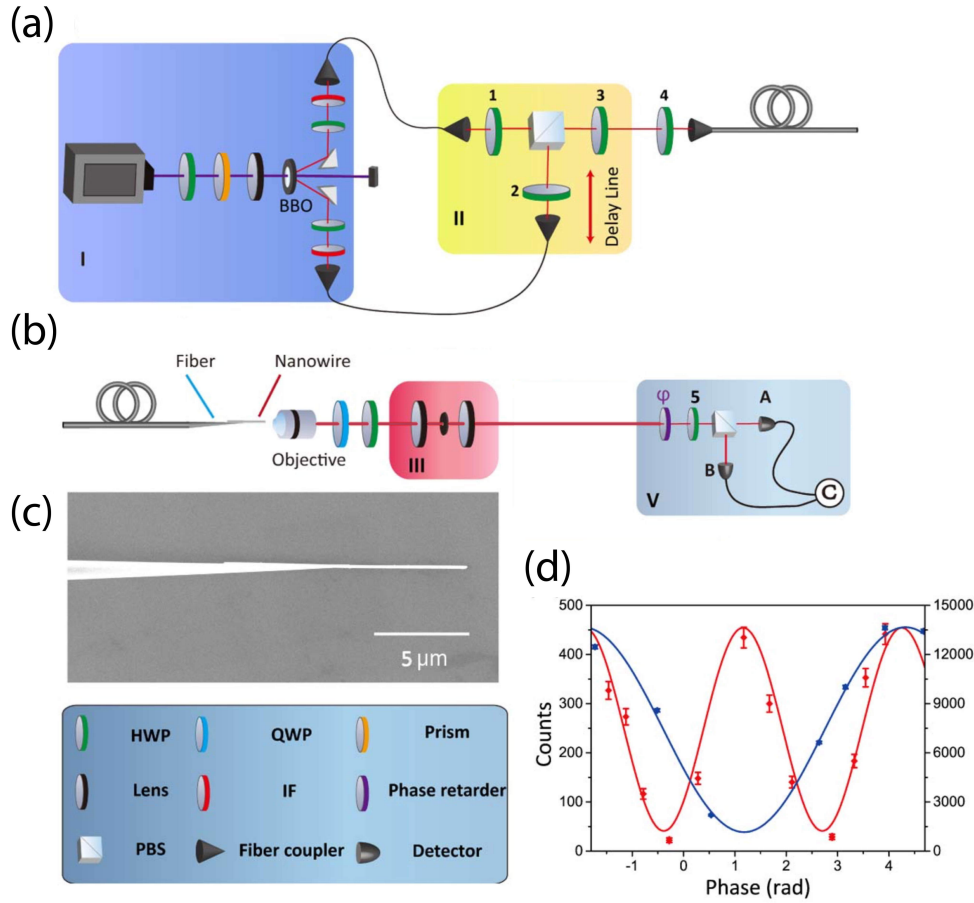 (a)
1
3
4
2
BBO
II
Delay Line
I
(b)
Fiber
Nanowire
Objective
III
φ
5
A
B
C
V
(c)
5 μm
(d)
500
400
300
200
100
0
Counts
15000
12000
9000
6000
3000
0
-1 0 1 2 3 4
Phase (rad)
HWP QWP Prism
Lens IF Phase retarder
PBS Fiber coupler Detector